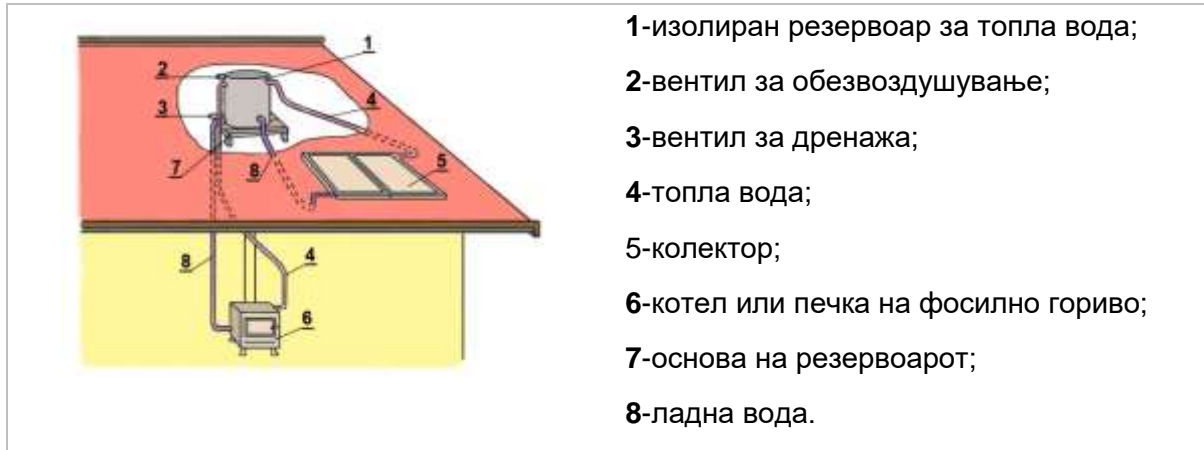 1
2
3
4
7
8
5
8
4
6
1-изолиран резервоар за топла вода;
2-вентил за обезвоздушување;
3-вентил за дренажа;
4-топла вода;
5-колектор;
6-котел или печка на фосилно гориво;
7-основа на резервоарот;
8-ладна вода.